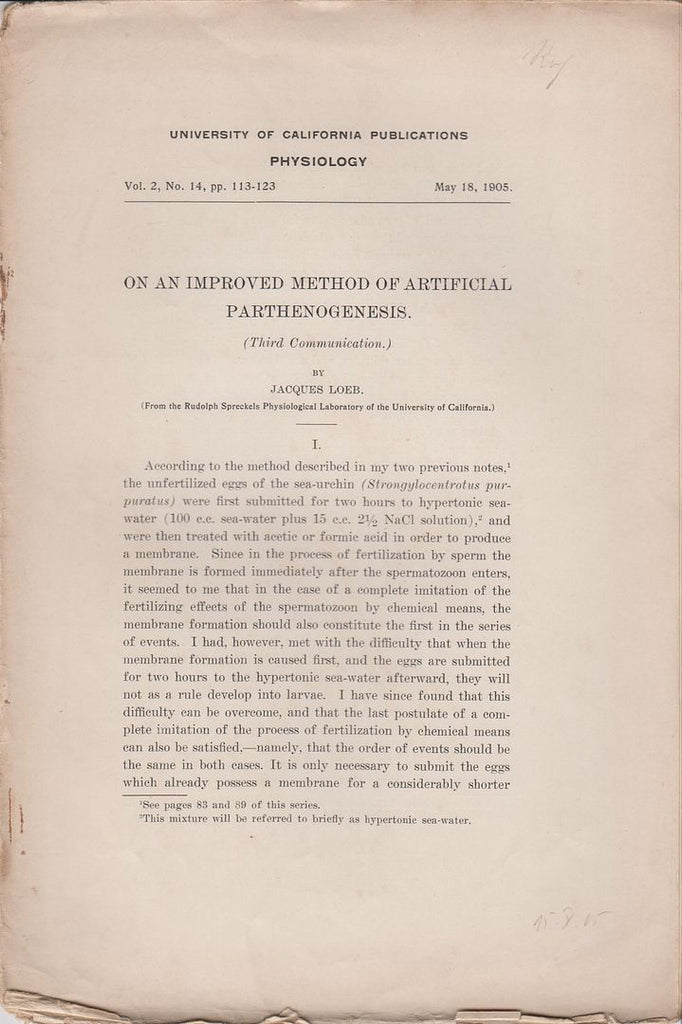 UNIVERSITY OF CALIFORNIA PUBLICATIONS
PHYSIOLOGY
Vol. 2, No. 14, pp. 113-123 May 18, 1905.
ON AN IMPROVED METHOD OF ARTIFICIAL
PARTHENOGENESIS.
(Third Communication.)
BY
JACQUES LOEB.
(From the Rudolph Spreckels Physiological Laboratory of the University of California.)
I.
According to the method described in my two previous notes,¹
the unfertilized eggs of the sea-urchin (Strongylocentrotus pur-
puratus) were first submitted for two hours to hypertonic sea-
water (100 c.c. sea-water plus 15 c.c. 2½ NaCl solution),² and
were then treated with acetic or formic acid in order to produce
a membrane. Since in the process of fertilization by sperm the
membrane is formed immediately after the spermatozoon enters,
it seemed to me that in the case of a complete imitation of the
fertilizing effects of the spermatozoon by chemical means, the
membrane formation should also constitute the first in the series
of events. I had, however, met with the difficulty that when the
membrane formation is caused first, and the eggs are submitted
for two hours to the hypertonic sea-water afterward, they will
not as a rule develop into larvae. I have since found that this
difficulty can be overcome, and that the last postulate of a com-
plete imitation of the process of fertilization by chemical means
can also be satisfied,—namely, that the order of events should be
the same in both cases. It is only necessary to submit the eggs
which already possess a membrane for a considerably shorter
¹See pages 83 and 89 of this series.
²This mixture will be referred to briefly as hypertonic sea-water.